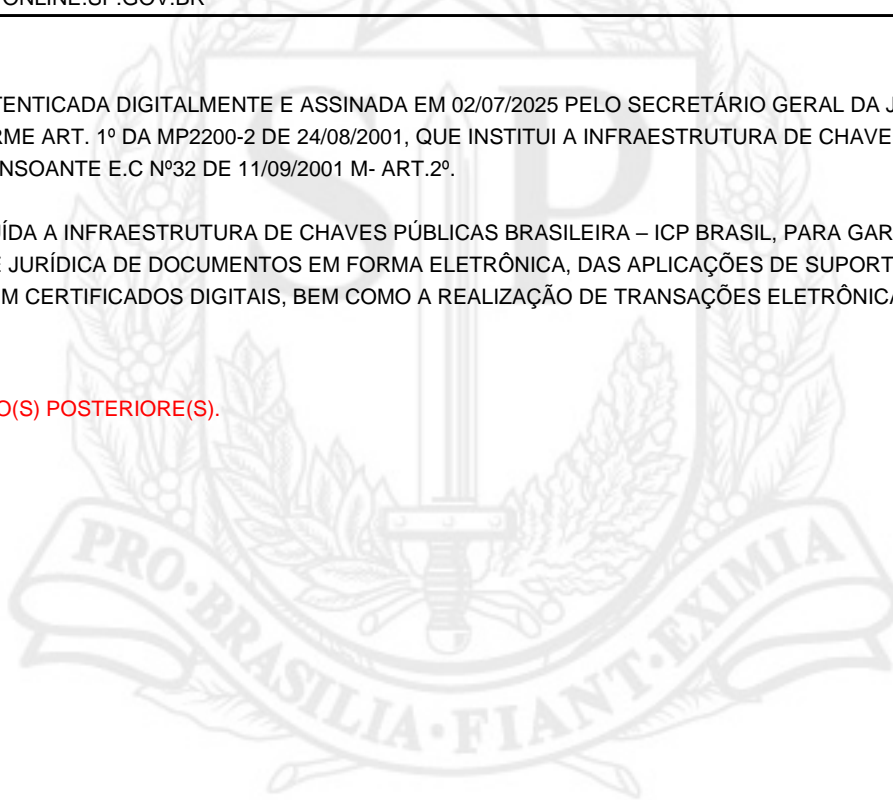 ONLINE.SP.GOV.BR
TENTICADA DIGITALMENTE E ASSINADA EM 02/07/2025 PELO SECRETÁRIO GERAL DA J
RME ART. 1º DA MP2200-2 DE 24/08/2001, QUE INSTITUI A INFRAESTRUTURA DE CHAVE
NSOANTE E.C Nº32 DE 11/09/2001 M- ART.2º.
ÍDA A INFRAESTRUTURA DE CHAVES PÚBLICAS BRASILEIRA – ICP BRASIL, PARA GAR
E JURÍDICA DE DOCUMENTOS EM FORMA ELETRÔNICA, DAS APLICAÇÕES DE SUPORT
M CERTIFICADOS DIGITAIS, BEM COMO A REALIZAÇÃO DE TRANSAÇÕES ELETRÔNICA
O(S) POSTERIORE(S).
SP
PRO·BRASILIA·FIANT·EXIMIA